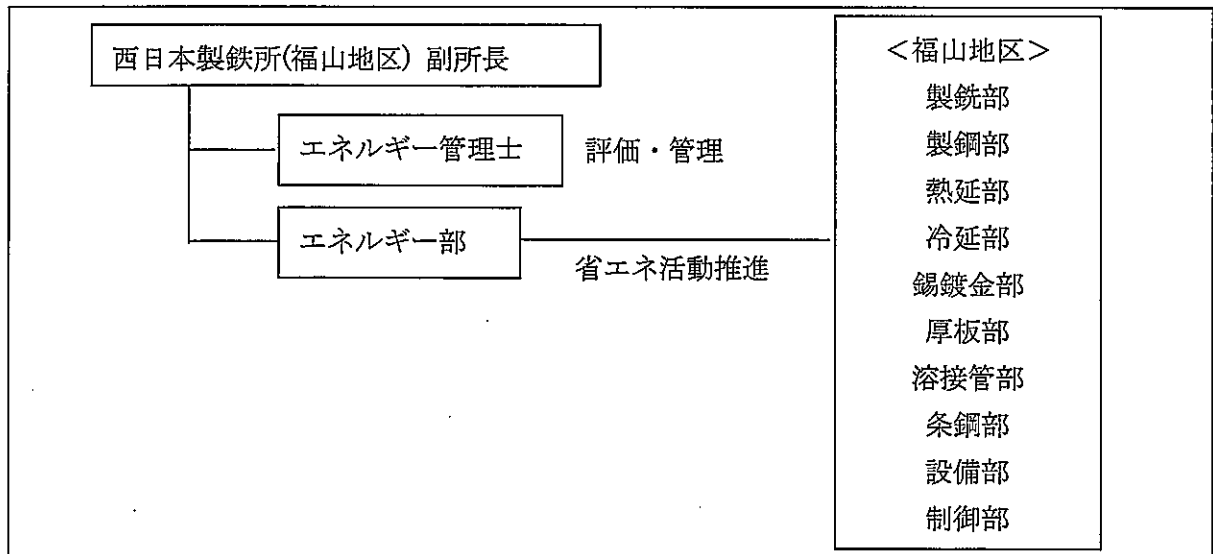 西日本製鉄所(福山地区) 副所長
エネルギー管理士
評価・管理
エネルギー部
省エネ活動推進
<福山地区>
製銑部
製鋼部
熱延部
冷延部
錫鍍金部
厚板部
溶接管部
条鋼部
設備部
制御部